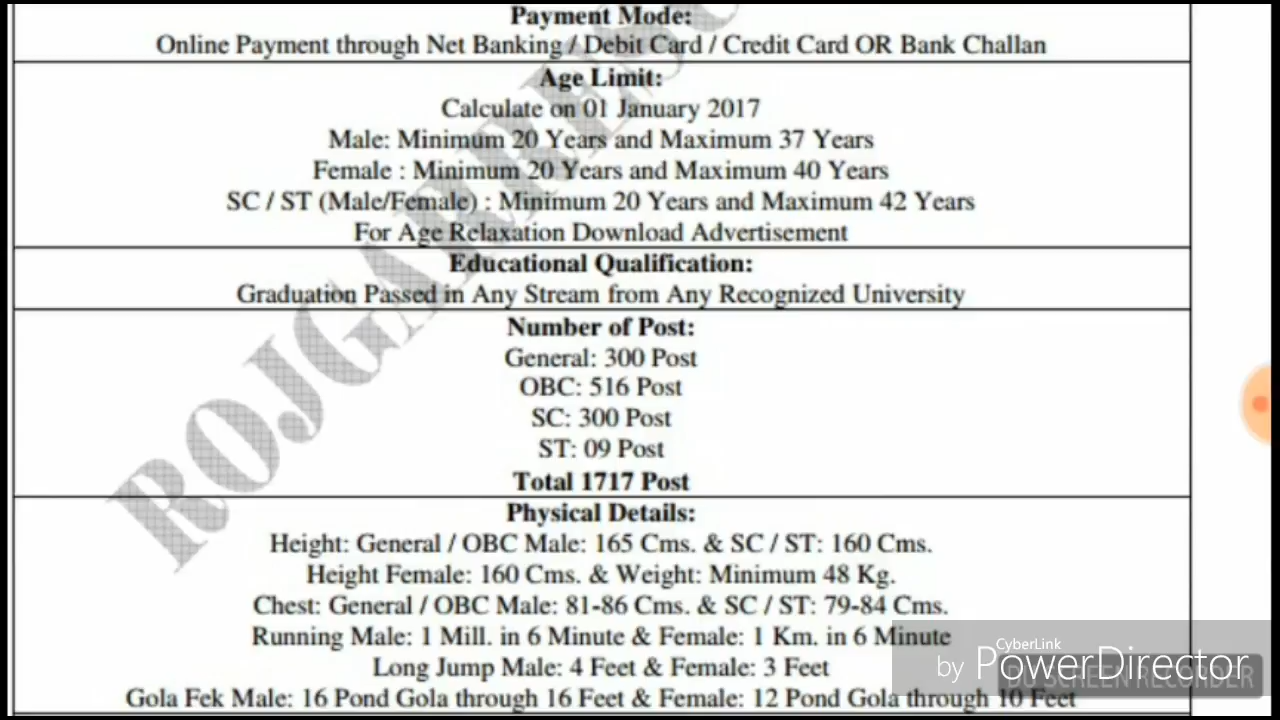 Payment Mode:
Online Payment through Net Banking / Debit Card / Credit Card OR Bank Challan
Age Limit:
Calculate on 01 January 2017
Male: Minimum 20 Years and Maximum 37 Years
Female : Minimum 20 Years and Maximum 40 Years
SC / ST (Male/Female) : Minimum 20 Years and Maximum 42 Years
For Age Relaxation Download Advertisement
Educational Qualification:
Graduation Passed in Any Stream from Any Recognized University
Number of Post:
General: 300 Post
OBC: 516 Post
SC: 300 Post
ST: 09 Post
Total 1717 Post
Physical Details:
Height: General / OBC Male: 165 Cms. & SC / ST: 160 Cms.
Height Female: 160 Cms. & Weight: Minimum 48 Kg.
Chest: General / OBC Male: 81-86 Cms. & SC / ST: 79-84 Cms.
Running Male: 1 Mill. in 6 Minute & Female: 1 Km. in 6 Minute
Long Jump Male: 4 Feet & Female: 3 Feet
Gola Fek Male: 16 Pond Gola through 16 Feet & Female: 12 Pond Gola through 10 Feet
CyberLink
by PowerDirector
DU SCREEN RECORDER